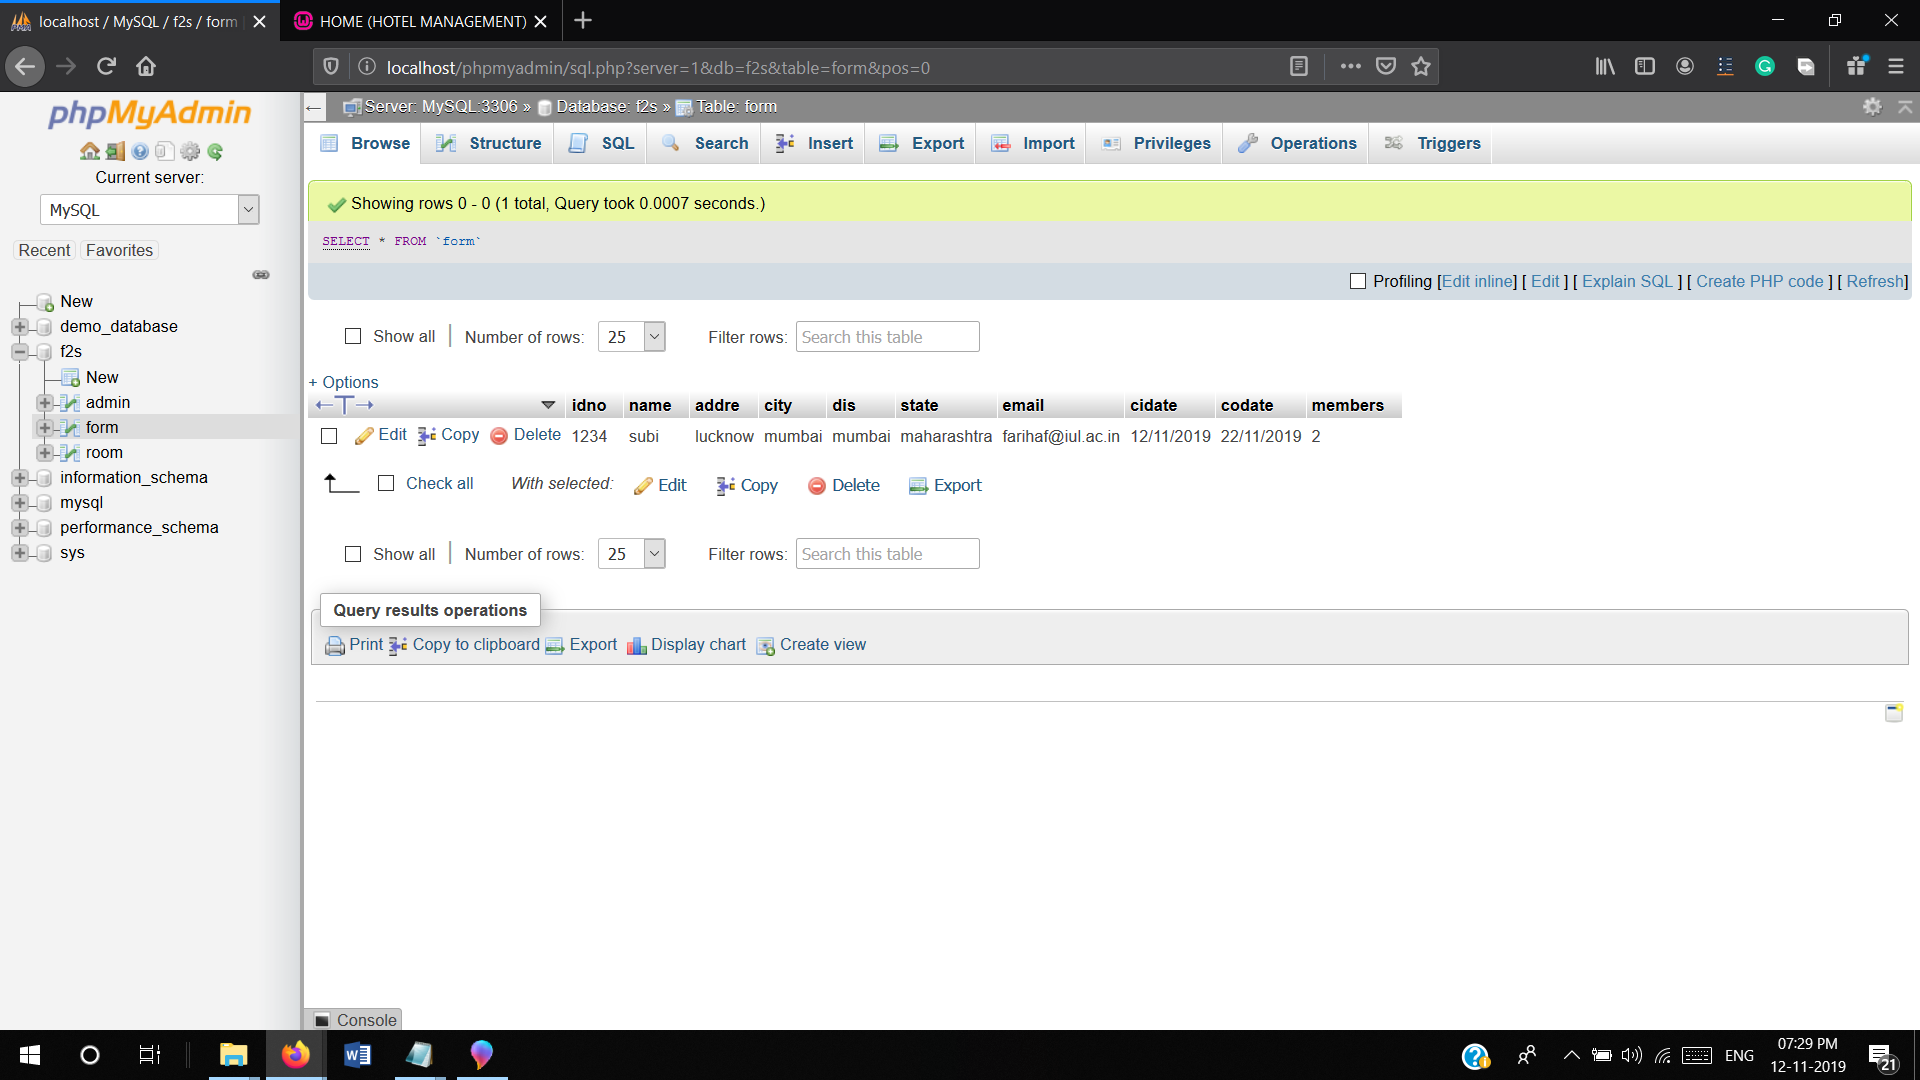 localhost / MySQL / f2s / form
HOME (HOTEL MANAGEMENT)
localhost/phpmyadmin/sql.php?server=1&db=f2s&table=form&pos=0
phpMyAdmin
Current server:
MySQL
Recent Favorites
New
demo_database
f2s
New
admin
form
room
information_schema
mysql
performance_schema
sys
Server: MySQL:3306 » Database: f2s » Table: form
Browse Structure SQL Search Insert Export Import Privileges Operations Triggers
Showing rows 0 - 0 (1 total, Query took 0.0007 seconds.)
SELECT * FROM `form`
Profiling [Edit inline] [ Edit ] [ Explain SQL ] [ Create PHP code ] [ Refresh]
Show all Number of rows: 25 Filter rows: Search this table
+ Options
idno name addre city dis state email cidate codate members
Edit Copy Delete 1234 subi lucknow mumbai mumbai maharashtra farihaf@iul.ac.in 12/11/2019 22/11/2019 2
Check all With selected: Edit Copy Delete Export
Show all Number of rows: 25 Filter rows: Search this table
Query results operations
Print Copy to clipboard Export Display chart Create view
Console
ENG
07:29 PM
12-11-2019
21